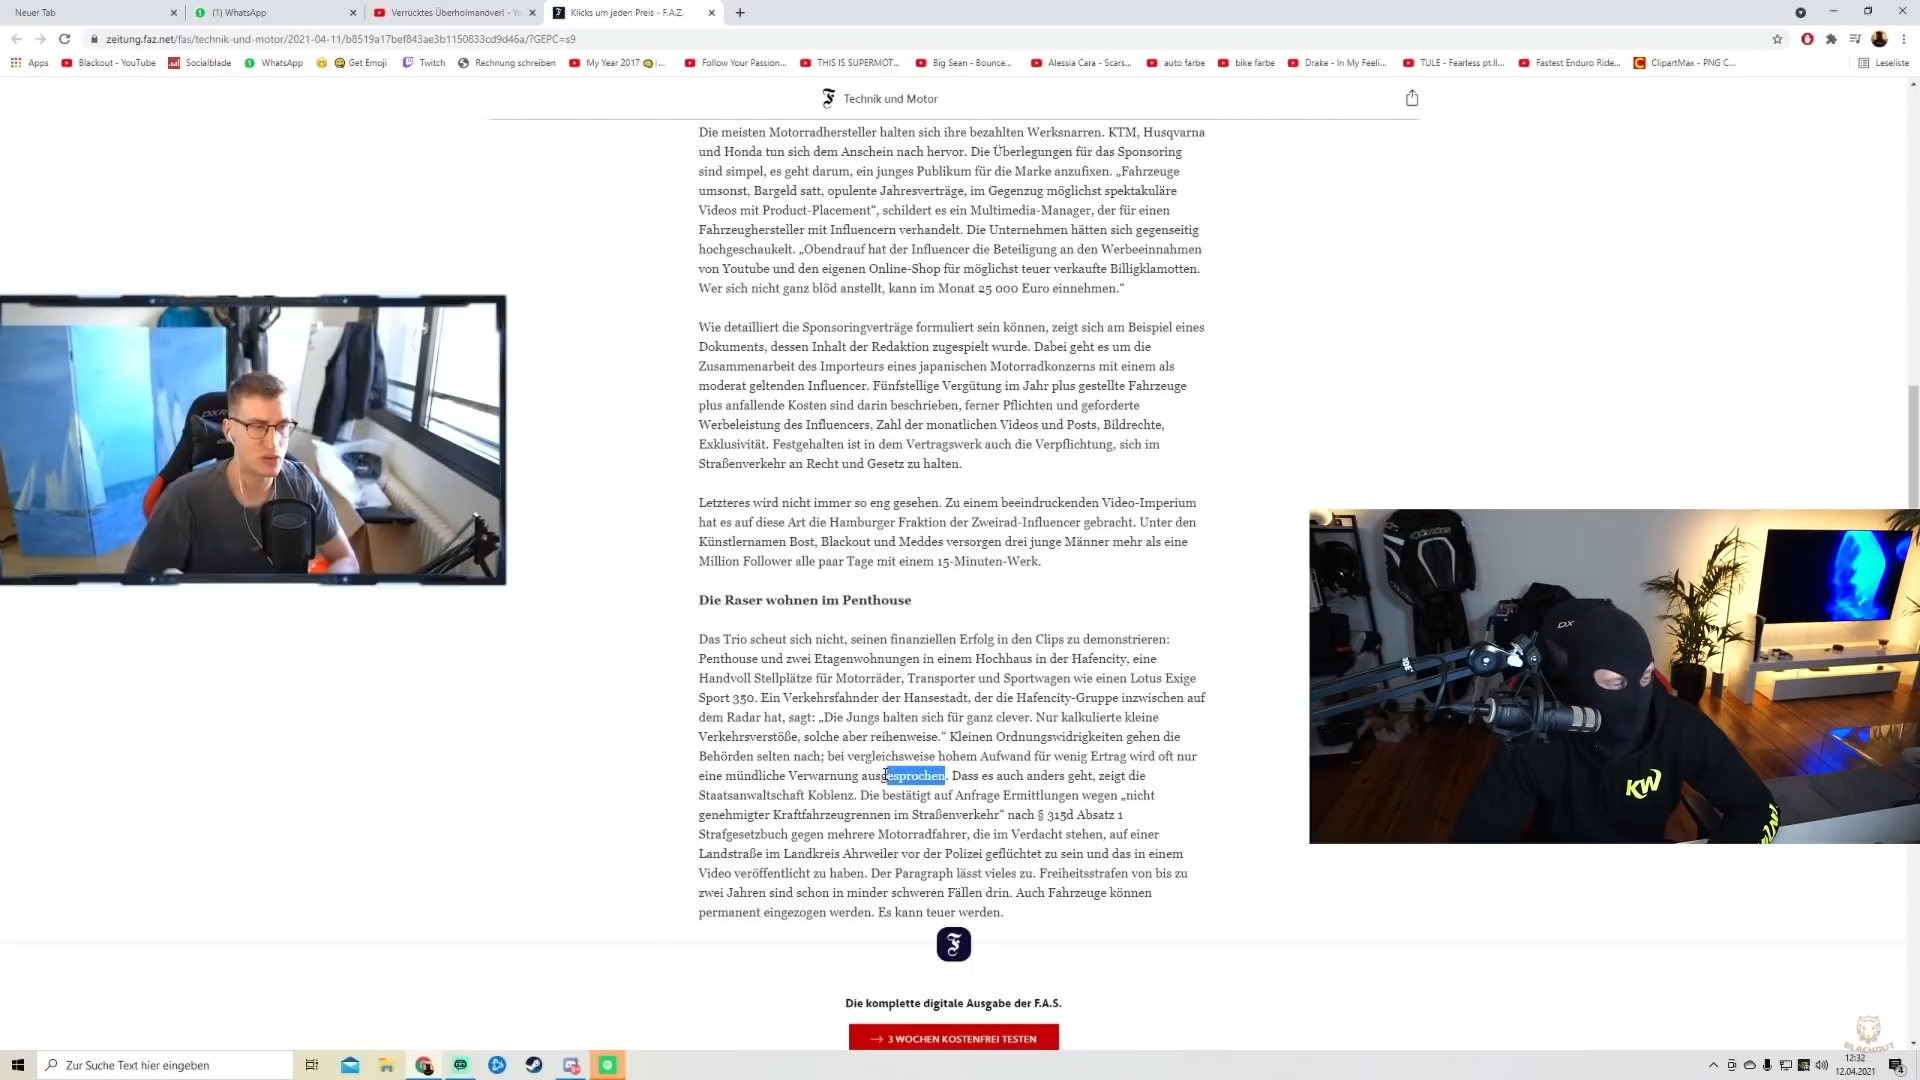 Neuer Tab
(1) WhatsApp
Verrücktes Überholmanöver! - Yo
Klicks um jeden Preis - F.A.Z.
zeitung.faz.net/fas/technik-und-motor/2021-04-11/b8519a17bef843ae3b1150833cd9d46a/?GEPC=s9
Apps
Blackout - YouTube
Socialblade
WhatsApp
Get Emoji
Twitch
Rechnung schreiben
My Year 2017 |...
Follow Your Passion...
THIS IS SUPERMOT...
Big Sean - Bounce...
Alessia Cara - Scars...
auto farbe
bike farbe
Drake - In My Feeli...
TULE - Fearless pt.II...
Fastest Enduro Ride...
ClipartMax - PNG C...
Leseliste
Technik und Motor
Die meisten Motorradhersteller halten sich ihre bezahlten Werksnarren. KTM, Husqvarna
und Honda tun sich dem Anschein nach hervor. Die Überlegungen für das Sponsoring
sind simpel, es geht darum, ein junges Publikum für die Marke anzufixen. „Fahrzeuge
umsonst, Bargeld satt, opulente Jahresverträge, im Gegenzug möglichst spektakuläre
Videos mit Product-Placement“, schildert es ein Multimedia-Manager, der für einen
Fahrzeughersteller mit Influencern verhandelt. Die Unternehmen hätten sich gegenseitig
hochgeschaukelt. „Obendrauf hat der Influencer die Beteiligung an den Werbeeinnahmen
von Youtube und den eigenen Online-Shop für möglichst teuer verkaufte Billigklamotten.
Wer sich nicht ganz blöd anstellt, kann im Monat 25 000 Euro einnehmen.“
Wie detailliert die Sponsoringverträge formuliert sein können, zeigt sich am Beispiel eines
Dokuments, dessen Inhalt der Redaktion zugespielt wurde. Dabei geht es um die
Zusammenarbeit des Importeurs eines japanischen Motorradkonzerns mit einem als
moderat geltenden Influencer. Fünfstellige Vergütung im Jahr plus gestellte Fahrzeuge
plus anfallende Kosten sind darin beschrieben, ferner Pflichten und geforderte
Werbeleistung des Influencers, Zahl der monatlichen Videos und Posts, Bildrechte,
Exklusivität. Festgehalten ist in dem Vertragswerk auch die Verpflichtung, sich im
Straßenverkehr an Recht und Gesetz zu halten.
Letzteres wird nicht immer so eng gesehen. Zu einem beeindruckenden Video-Imperium
hat es auf diese Art die Hamburger Fraktion der Zweirad-Influencer gebracht. Unter den
Künstlernamen Bost, Blackout und Meddes versorgen drei junge Männer mehr als eine
Million Follower alle paar Tage mit einem 15-Minuten-Werk.
Die Raser wohnen im Penthouse
Das Trio scheut sich nicht, seinen finanziellen Erfolg in den Clips zu demonstrieren:
Penthouse und zwei Etagenwohnungen in einem Hochhaus in der Hafencity, eine
Handvoll Stellplätze für Motorräder, Transporter und Sportwagen wie einen Lotus Exige
Sport 350. Ein Verkehrsfahnder der Hansestadt, der die Hafencity-Gruppe inzwischen auf
dem Radar hat, sagt: „Die Jungs halten sich für ganz clever. Nur kalkulierte kleine
Verkehrsverstöße, solche aber reihenweise.“ Kleinen Ordnungswidrigkeiten gehen die
Behörden selten nach; bei vergleichsweise hohem Aufwand für wenig Ertrag wird oft nur
eine mündliche Verwarnung ausgesprochen. Dass es auch anders geht, zeigt die
Staatsanwaltschaft Koblenz. Die bestätigt auf Anfrage Ermittlungen wegen „nicht
genehmigter Kraftfahrzeugrennen im Straßenverkehr“ nach § 315d Absatz 1
Strafgesetzbuch gegen mehrere Motorradfahrer, die im Verdacht stehen, auf einer
Landstraße im Landkreis Ahrweiler vor der Polizei geflüchtet zu sein und das in einem
Video veröffentlicht zu haben. Der Paragraph lässt vieles zu. Freiheitsstrafen von bis zu
zwei Jahren sind schon in minder schweren Fällen drin. Auch Fahrzeuge können
permanent eingezogen werden. Es kann teuer werden.
Die komplette digitale Ausgabe der F.A.S.
3 WOCHEN KOSTENFREI TESTEN
DX
KW
BLACKOUT
Zur Suche Text hier eingeben
12:32
12.04.2021
4